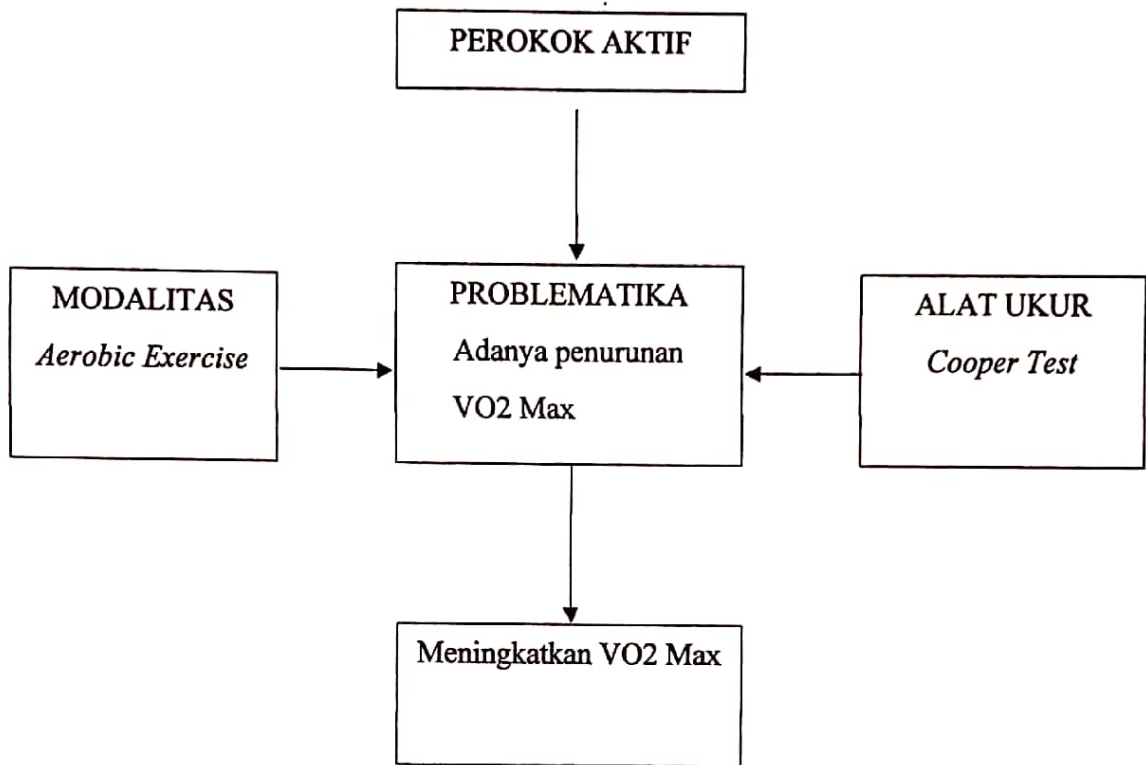 PEROKOK AKTIF
MODALITAS
Aerobic Exercise
PROBLEMATIKA
Adanya penurunan
VO2 Max
ALAT UKUR
Cooper Test
Meningkatkan VO2 Max